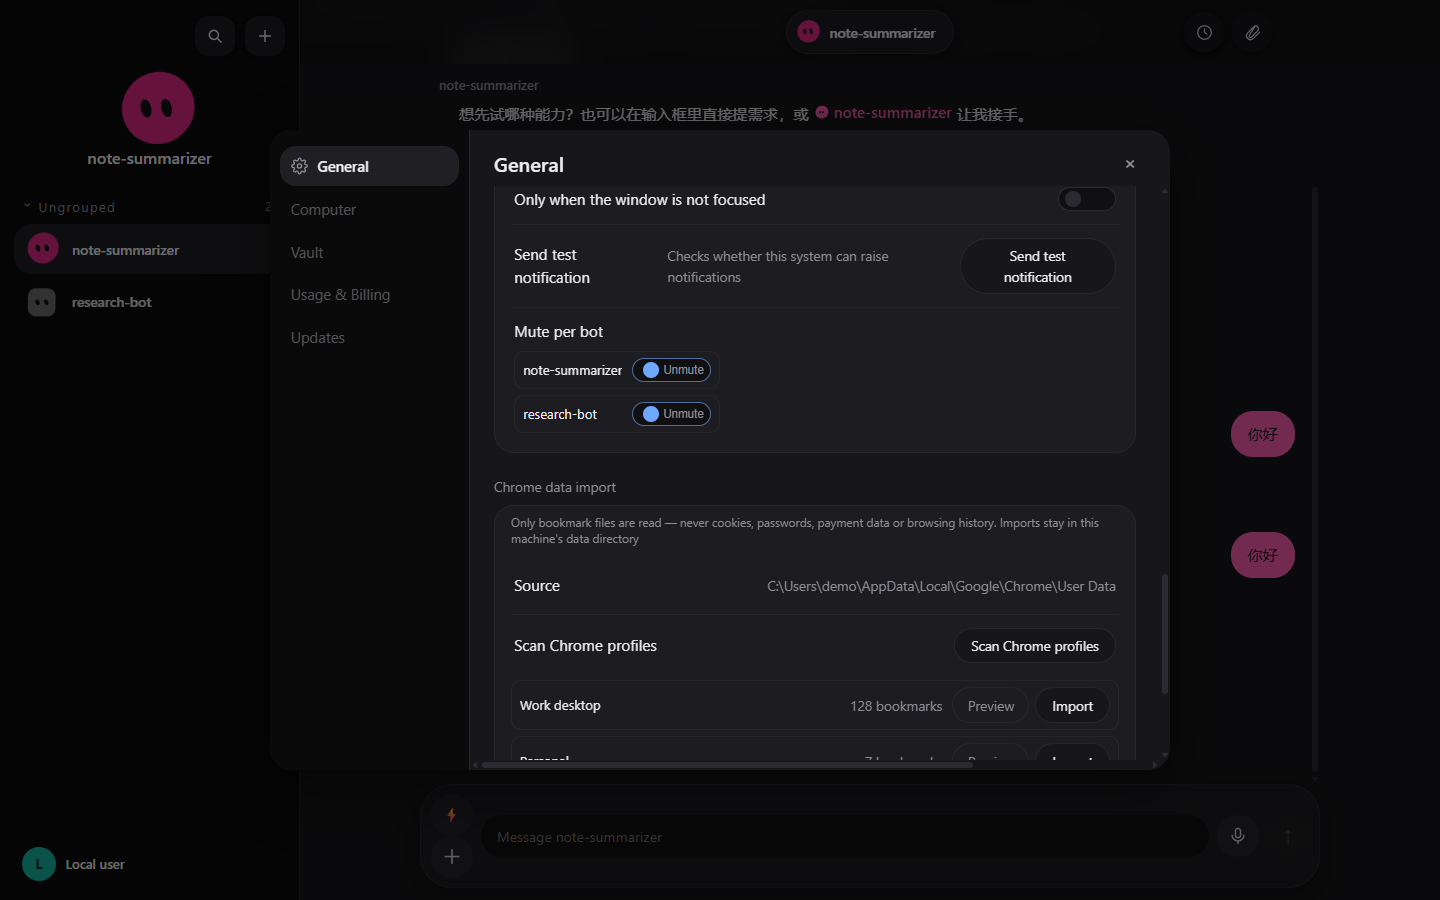 note-summarizer
note-summarizer
想先试哪种能力？也可以在输入框里直接提需求，或 note-summarizer 让我接手。
note-summarizer
Ungrouped
note-summarizer
research-bot
General
Computer
Vault
Usage & Billing
Updates
General
Only when the window is not focused
Send test
notification
Checks whether this system can raise
notifications
Send test
notification
Mute per bot
note-summarizer Unmute
research-bot Unmute
Chrome data import
Only bookmark files are read — never cookies, passwords, payment data or browsing history. Imports stay in this
machine's data directory
Source C:\Users\demo\AppData\Local\Google\Chrome\User Data
Scan Chrome profiles Scan Chrome profiles
Work desktop 128 bookmarks Preview Import
你好
你好
Message note-summarizer
L Local user